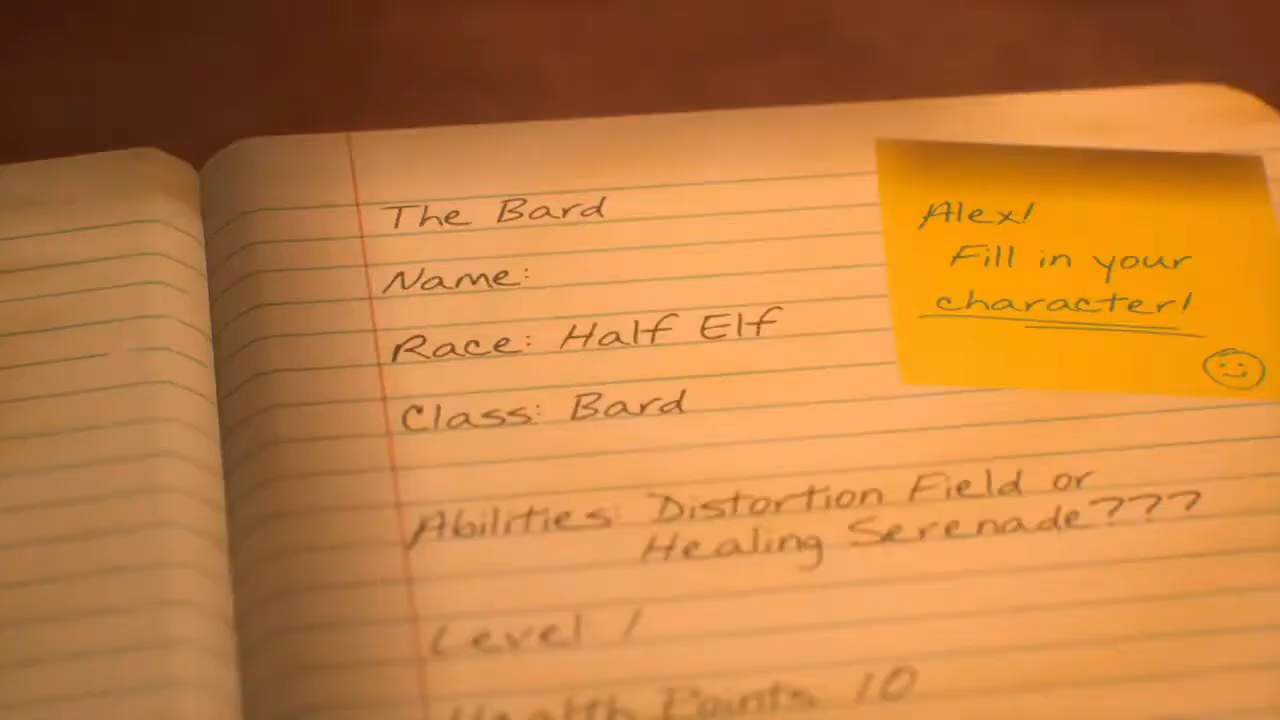 The Bard
Name:
Race: Half Elf
Class: Bard
Abilities: Distortion Field or
Healing Serenade???
Level 1
Health Points 10
Alex!
Fill in your
character!